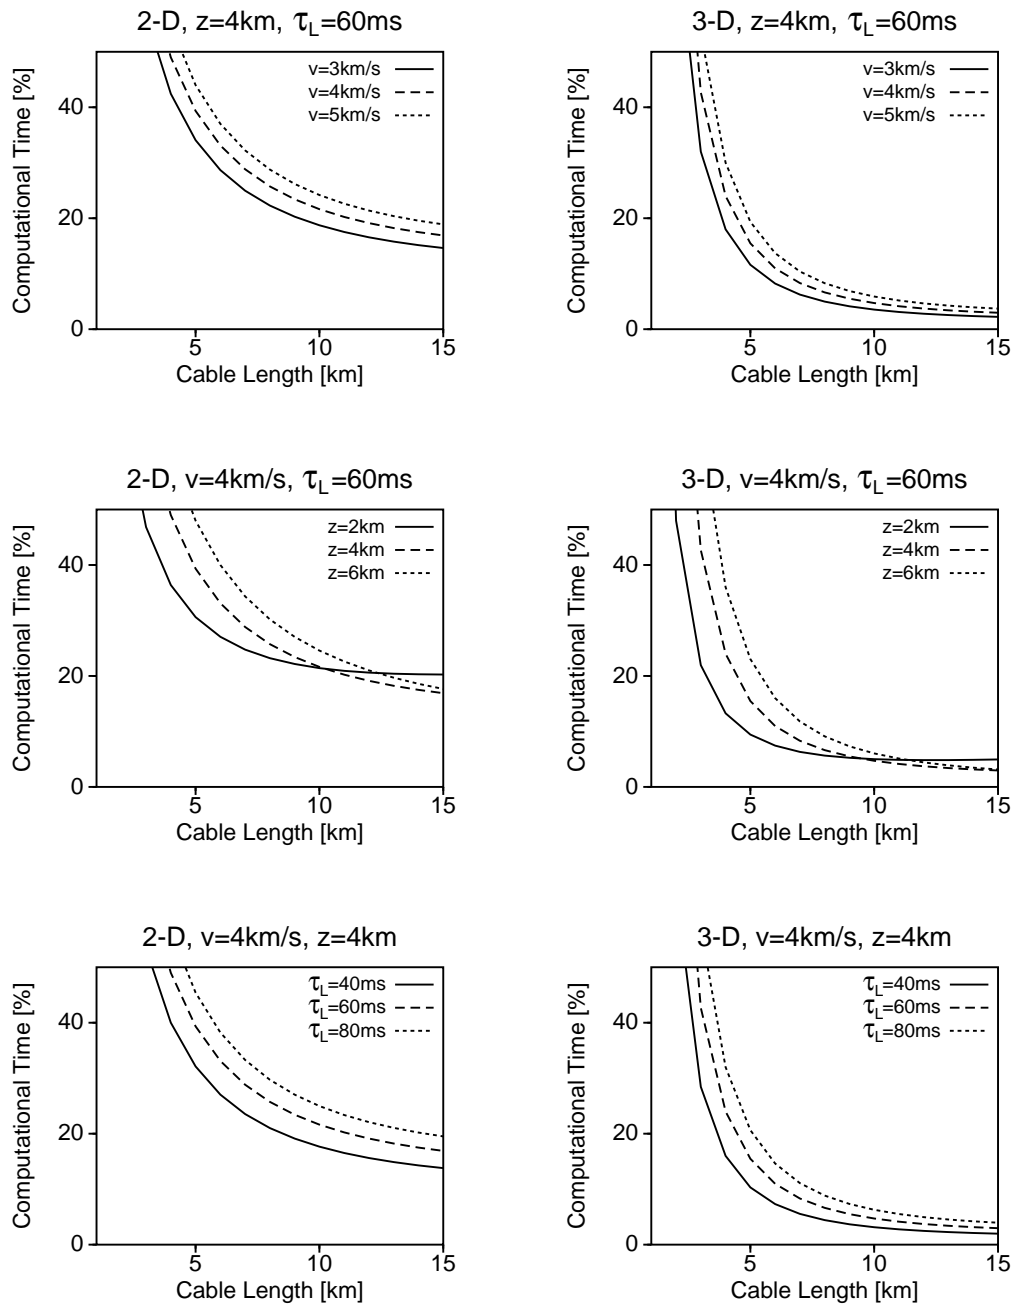 2-D, z=4km, τL=60ms
Computational Time [%]
40
20
0
v=3km/s
v=4km/s
v=5km/s
5 10 15
Cable Length [km]
3-D, z=4km, τL=60ms
Computational Time [%]
40
20
0
v=3km/s
v=4km/s
v=5km/s
5 10 15
Cable Length [km]
2-D, v=4km/s, τL=60ms
Computational Time [%]
40
20
0
z=2km
z=4km
z=6km
5 10 15
Cable Length [km]
3-D, v=4km/s, τL=60ms
Computational Time [%]
40
20
0
z=2km
z=4km
z=6km
5 10 15
Cable Length [km]
2-D, v=4km/s, z=4km
Computational Time [%]
40
20
0
τL=40ms
τL=60ms
τL=80ms
5 10 15
Cable Length [km]
3-D, v=4km/s, z=4km
Computational Time [%]
40
20
0
τL=40ms
τL=60ms
τL=80ms
5 10 15
Cable Length [km]